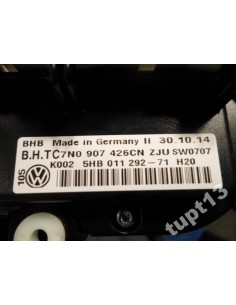 BHB Made in Germany II 30.10.14
B.H.TC7N0 907 426CN ZJU SW0707
105
K002 5HB 011 292-71 H20
tupt13